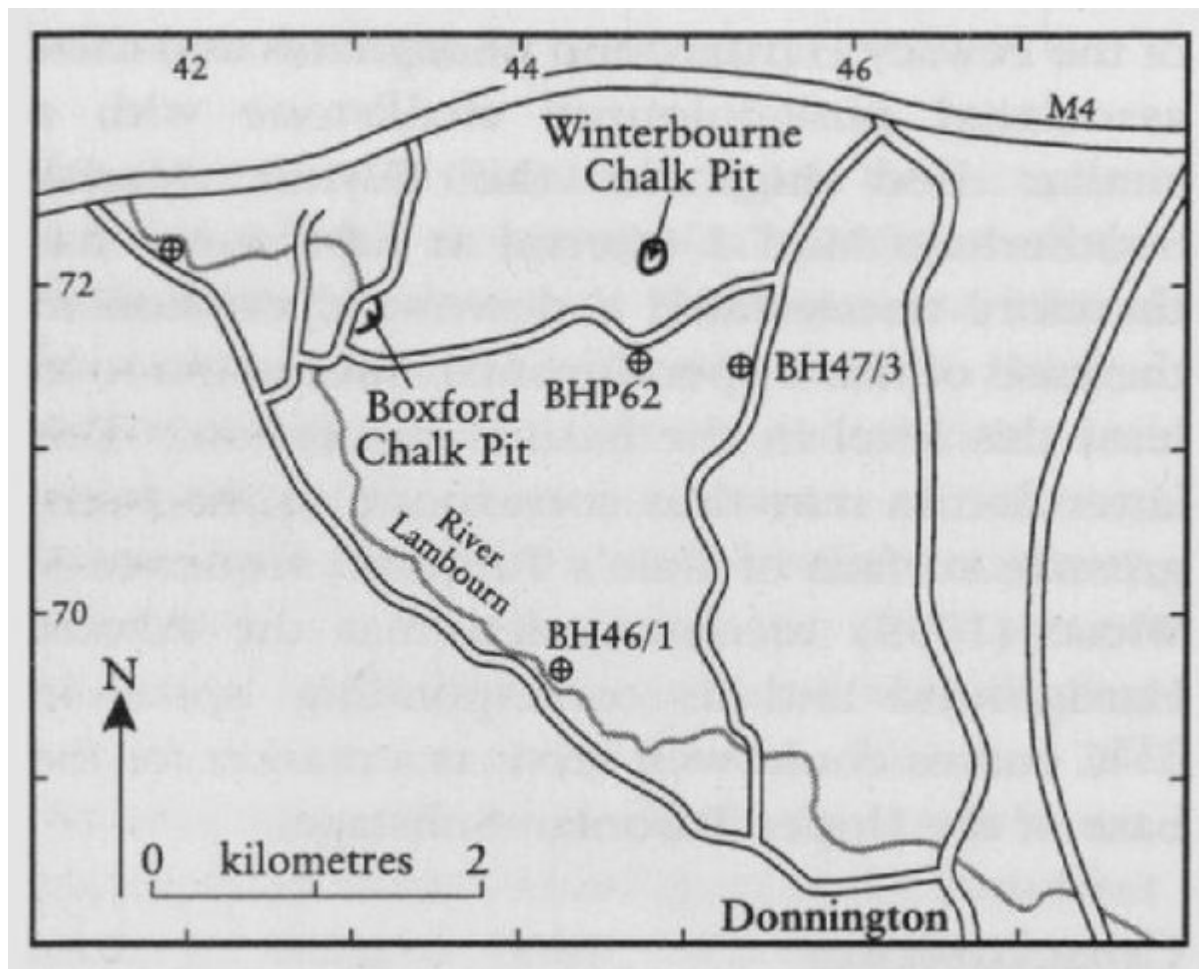 42
44
46
M4
Winterbourne
Chalk Pit
72
BHP62
BH47/3
Boxford
Chalk Pit
River
Lambourn
70
BH46/1
N
0 kilometres 2
Donnington